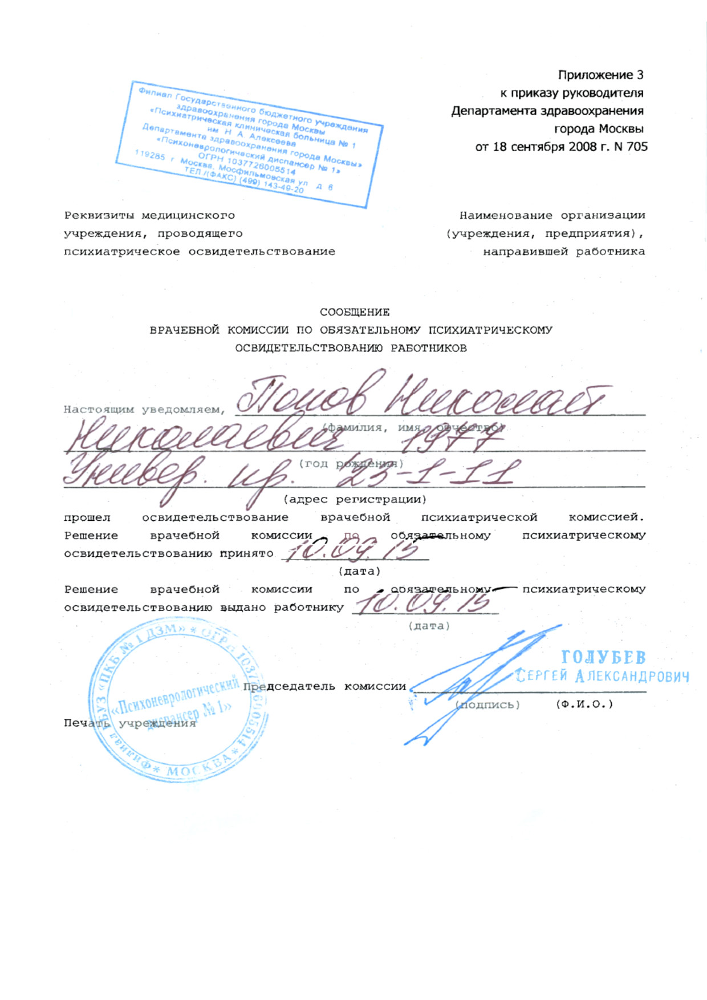 Приложение 3
к приказу руководителя
Департамента здравоохранения
города Москвы
от 18 сентября 2008 г. N 705
Филиал Государственного бюджетного учреждения
здравоохранения города Москвы
«Психиатрическая клиническая больница № 1
им Н А Алексеева
Департамента здравоохранения города Москвы»
«Психоневрологический диспансер № 1»
ОГРН 1037726005514
119285 г Москва, Мосфильмовская ул д 6
ТЕЛ /(ФАКС) (499) 143-49-20
Реквизиты медицинского
учреждения, проводящего
психиатрическое освидетельствование
Наименование организации
(учреждения, предприятия),
направившей работника
СООБЩЕНИЕ
ВРАЧЕБНОЙ КОМИССИИ ПО ОБЯЗАТЕЛЬНОМУ ПСИХИАТРИЧЕСКОМУ
ОСВИДЕТЕЛЬСТВОВАНИЮ РАБОТНИКОВ
Настоящим уведомляем, Попов Николай
(фамилия, имя, отчество)
Николаевич 1977
(год рождения)
Универ. пр. 23-1-11
(адрес регистрации)
прошел освидетельствование врачебной психиатрической комиссией.
Решение врачебной комиссии по обязательному психиатрическому
освидетельствованию принято 10.09.15
(дата)
Решение врачебной комиссии по обязательному психиатрическому
освидетельствованию выдано работнику 10.09.15
(дата)
ГОЛУБЕВ
СЕРГЕЙ АЛЕКСАНДРОВИЧ
Председатель комиссии
(подпись) (Ф.И.О.)
Печать учреждения
Филиал ГБУЗ «ПКБ № 1 ДЗМ» * ОГРН 1037726005514 * МОСКВА *
«Психоневрологический
диспансер № 1»